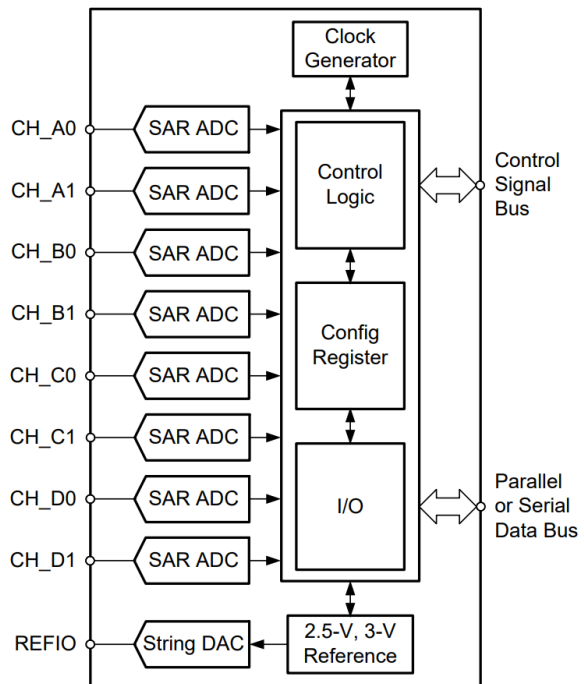 Clock
Generator
CH_A0
SAR ADC
CH_A1
SAR ADC
CH_B0
SAR ADC
CH_B1
SAR ADC
CH_C0
SAR ADC
CH_C1
SAR ADC
CH_D0
SAR ADC
CH_D1
SAR ADC
REFIO
String DAC
Control
Logic
Config
Register
I/O
2.5-V, 3-V
Reference
Control
Signal
Bus
Parallel
or Serial
Data Bus